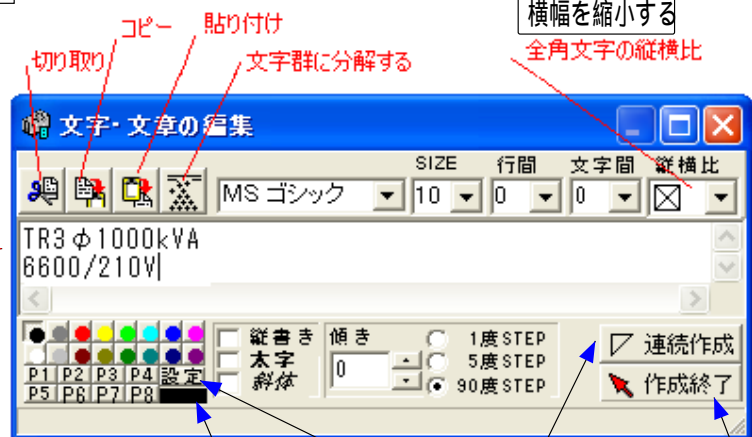 横幅を縮小する
コピー
貼り付け
切り取り
文字群に分解する
全角文字の縦横比
文字・文章の編集
SIZE 行間 文字間 縦横比
MS ゴシック 10 0 0
TR3φ1000kVA
6600/210V
縦書き 傾き 1度STEP 連続作成
太字 0 5度STEP
斜体 90度STEP 作成終了
P1 P2 P3 P4 設定
P5 P6 P7 P8